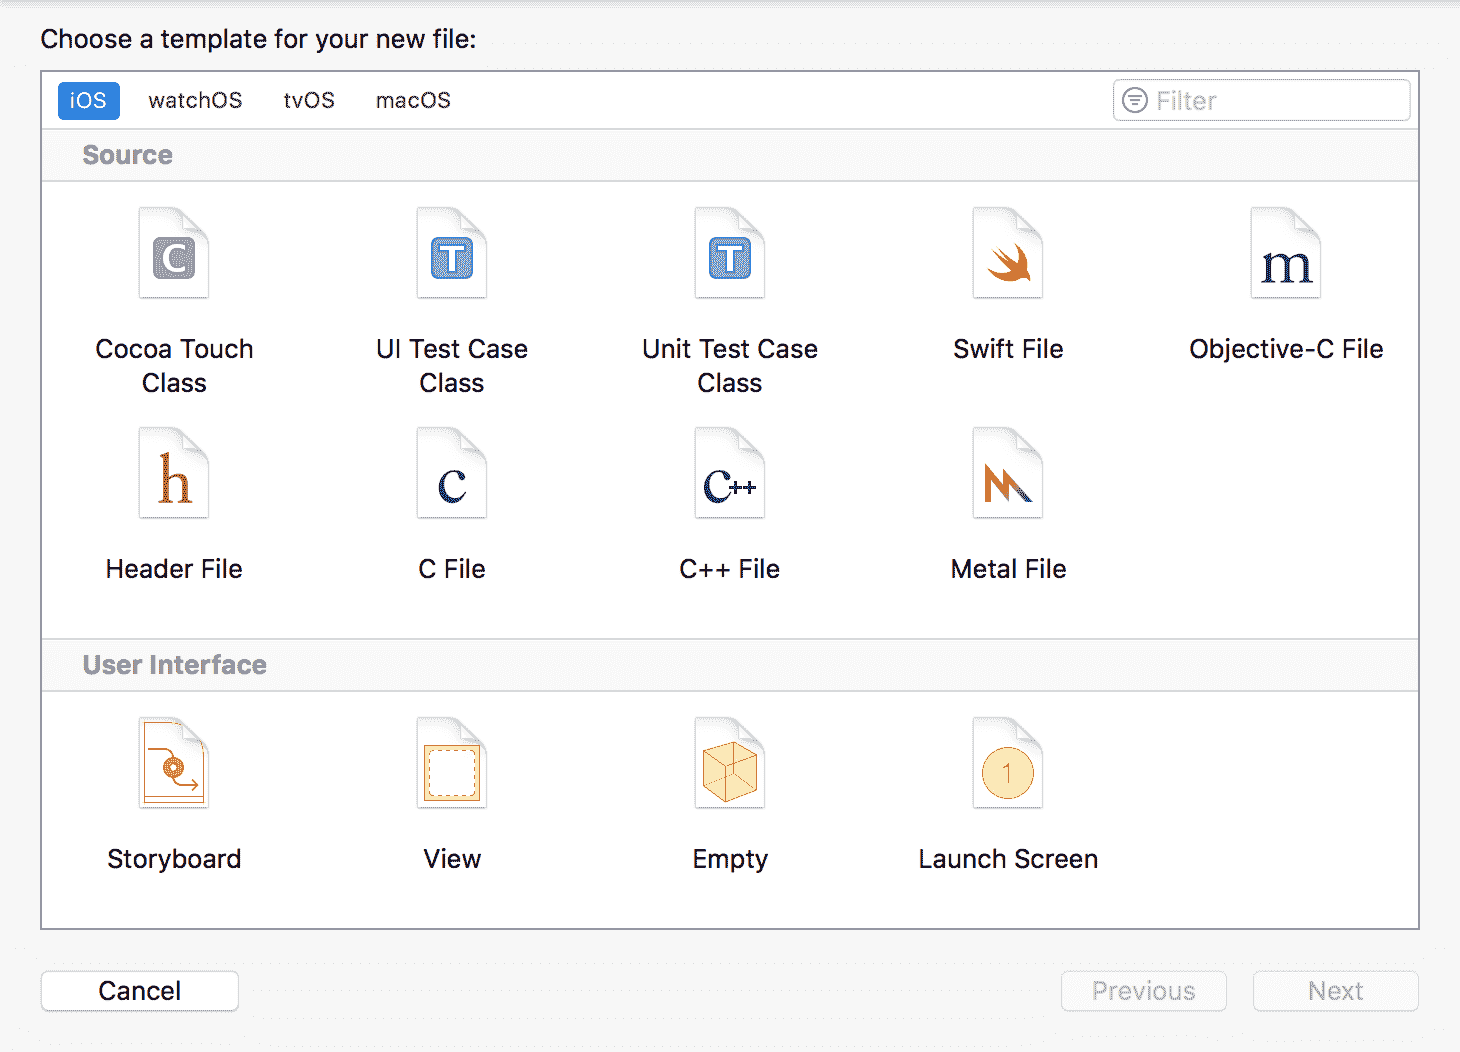 Choose a template for your new file:
iOS watchOS tvOS macOS Filter
Source
C T T m
Cocoa Touch Class UI Test Case Class Unit Test Case Class Swift File Objective-C File
h c C++
Header File C File C++ File Metal File
User Interface
1
Storyboard View Empty Launch Screen
Cancel Previous Next